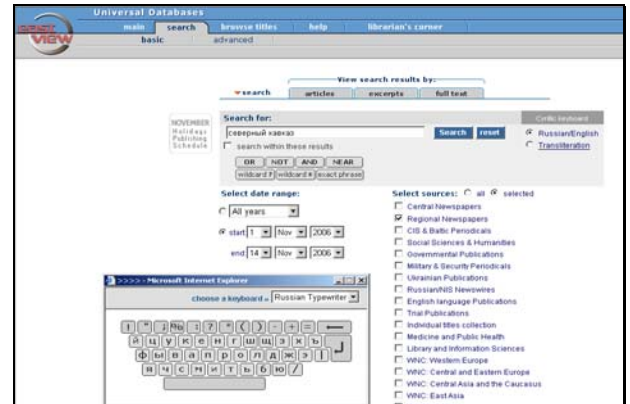 Universal Databases
EAST VIEW
main search browse titles help librarian's corner
basic advanced
View search results by:
search articles excerpts full text
NOVEMBER
Holidays
Publishing
Schedule
Search for:
Cyrillic keyboard
северный кавказ
Search reset
Russian/English
search within these results
Transliteration
OR NOT AND NEAR
wildcard ? wildcard * exact phrase
Select date range:
Select sources: all selected
All years
start: 1 Nov 2006
end: 14 Nov 2006
Central Newspapers
Regional Newspapers
CIS & Baltic Periodicals
Social Sciences & Humanities
Governmental Publications
Military & Security Periodicals
Ukrainian Publications
Russian/NIS Newswires
English language Publications
Trial Publications
Individual titles collection
Medicine and Public Health
Library and Information Sciences
WNC: Western Europe
WNC: Central and Eastern Europe
WNC: Central Asia and the Caucasus
WNC: East Asia
>>>> - Microsoft Internet Explorer
choose a keyboard » Russian Typewriter
! " ; % : ? * ( ) - + =
й ц у к е н г ш щ з х ъ
ф ы в а п р о л д ж э |
я ч с м и т ь б ю /